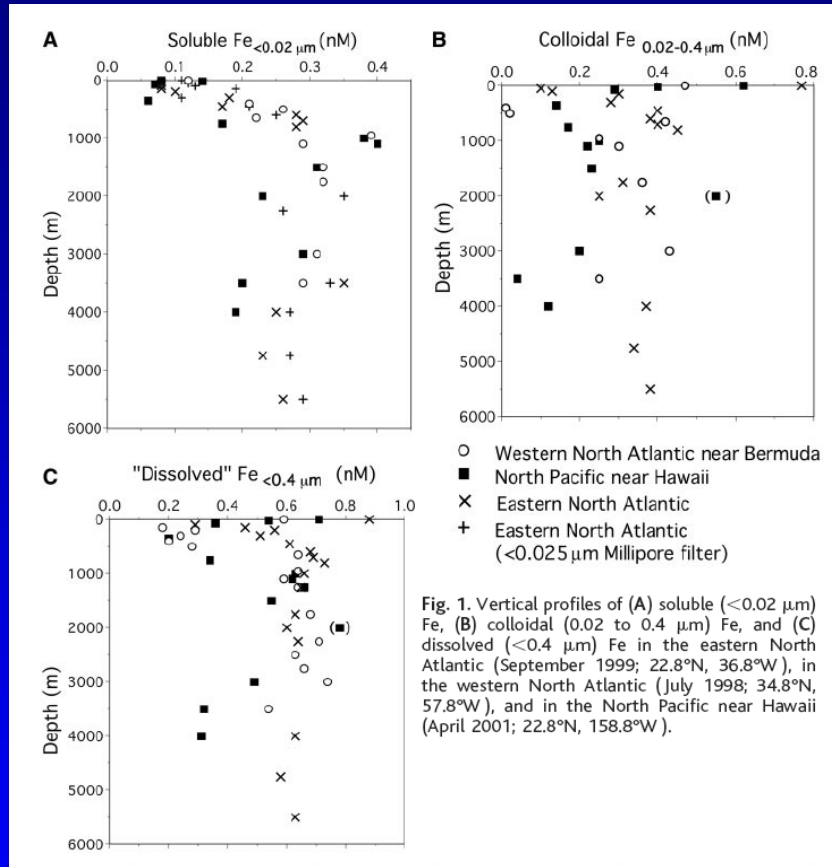 A
Soluble Fe<0.02 µm (nM)
0.0 0.1 0.2 0.3 0.4
0
1000
2000
3000
4000
5000
6000
Depth (m)
B
Colloidal Fe 0.02-0.4µm (nM)
0.0 0.2 0.4 0.6 0.8
0
1000
2000
3000
4000
5000
6000
Depth (m)
( )
Western North Atlantic near Bermuda
North Pacific near Hawaii
Eastern North Atlantic
Eastern North Atlantic
(<0.025 µm Millipore filter)
C
"Dissolved" Fe <0.4 µm (nM)
0.0 0.2 0.4 0.6 0.8 1.0
0
1000
2000
3000
4000
5000
6000
Depth (m)
( )
Fig. 1. Vertical profiles of (A) soluble (<0.02 µm)
Fe, (B) colloidal (0.02 to 0.4 µm) Fe, and (C)
dissolved (<0.4 µm) Fe in the eastern North
Atlantic (September 1999; 22.8°N, 36.8°W), in
the western North Atlantic (July 1998; 34.8°N,
57.8°W), and in the North Pacific near Hawaii
(April 2001; 22.8°N, 158.8°W).